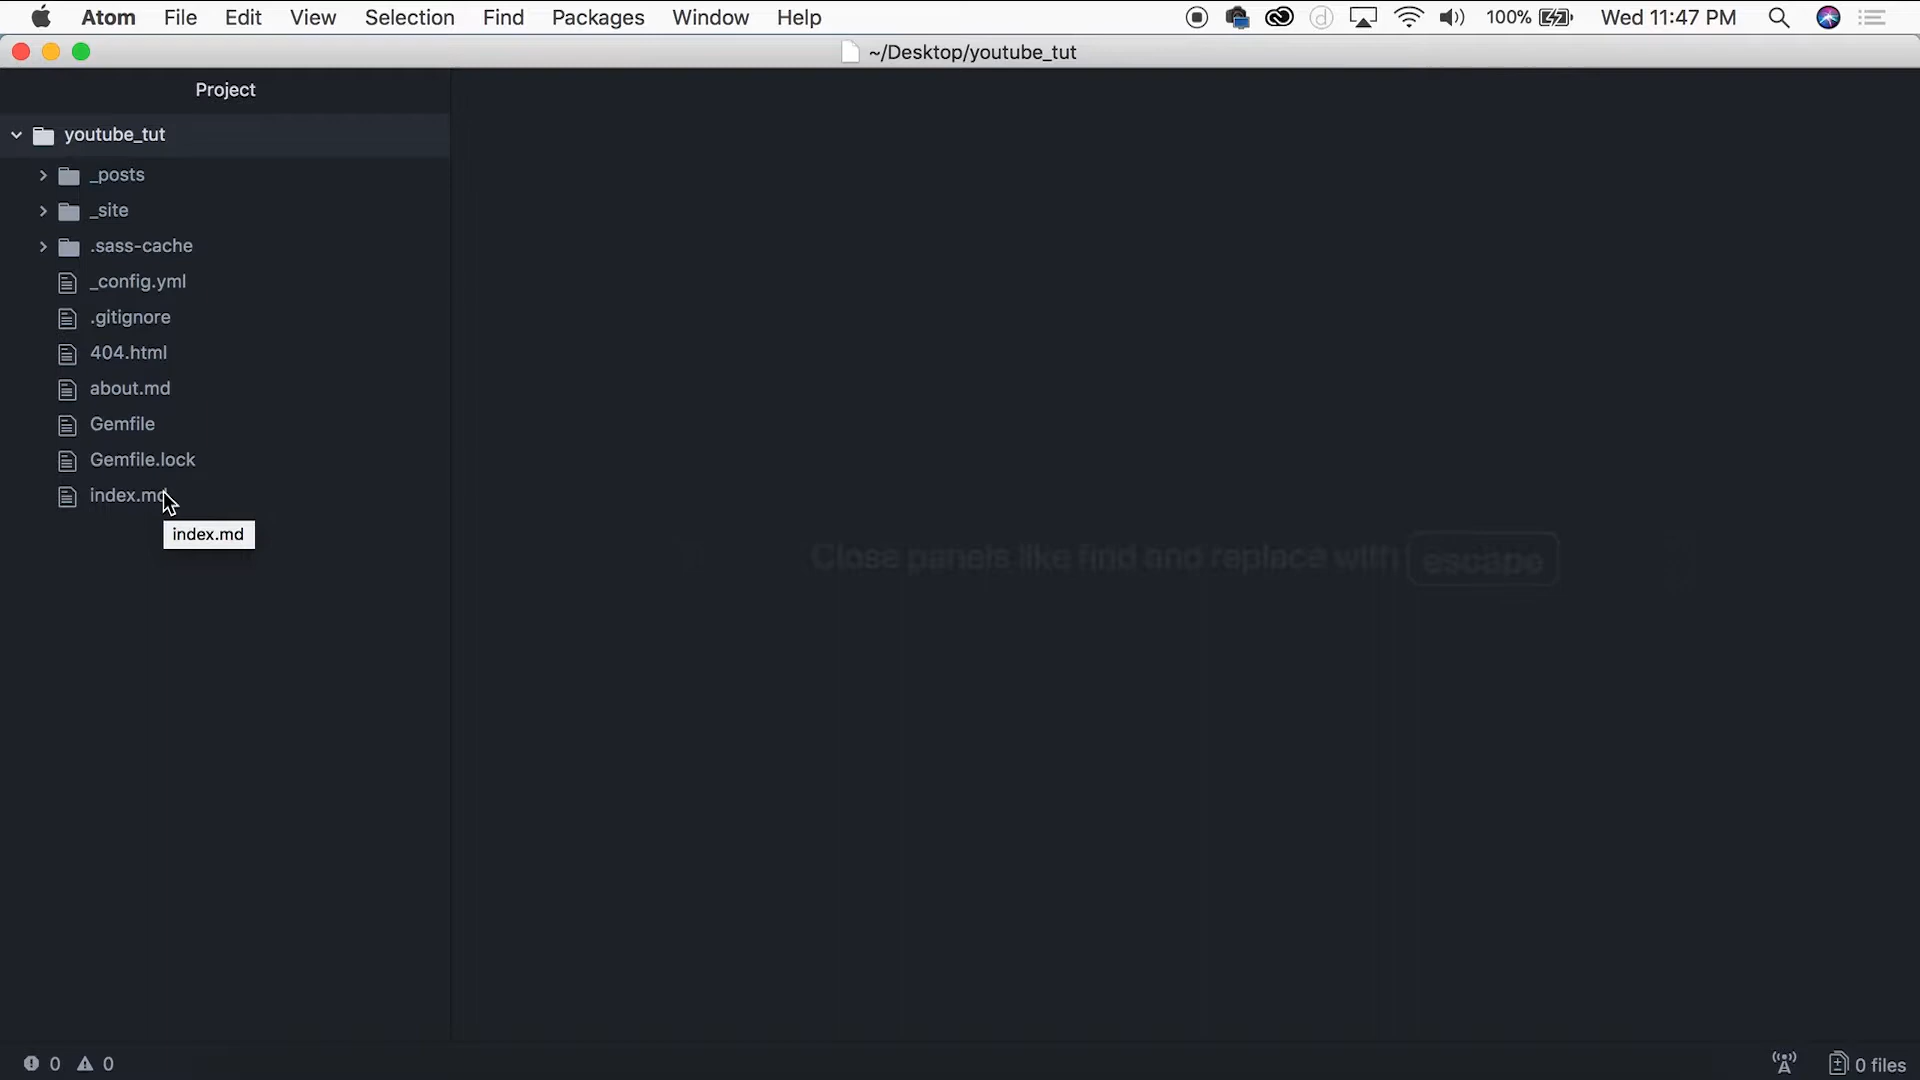 Atom File Edit View Selection Find Packages Window Help 100% Wed 11:47 PM
~/Desktop/youtube_tut
Project
youtube_tut
_posts
_site
.sass-cache
_config.yml
.gitignore
404.html
about.md
Gemfile
Gemfile.lock
index.md
index.md
Close panels like find and replace with escape
0 0 0 files